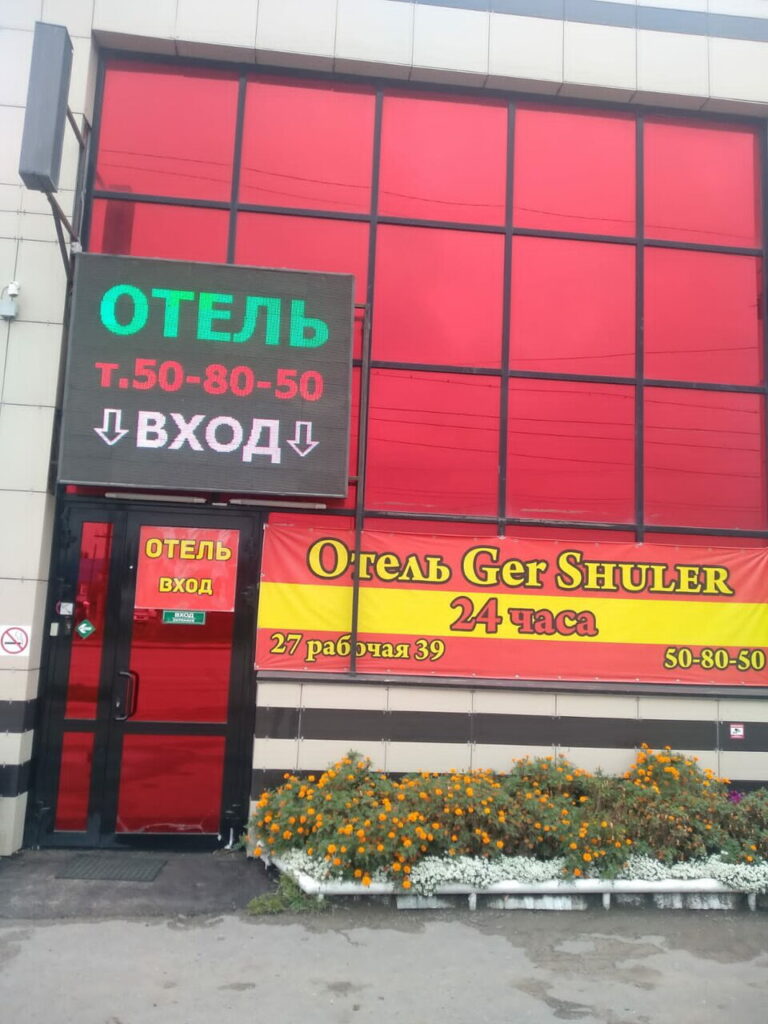 ОТЕЛЬ
т.50-80-50
ВХОД
ОТЕЛЬ
ВХОД
ВХОД
Отель Ger Shuler
24 часа
27 рабочая 39
50-80-50